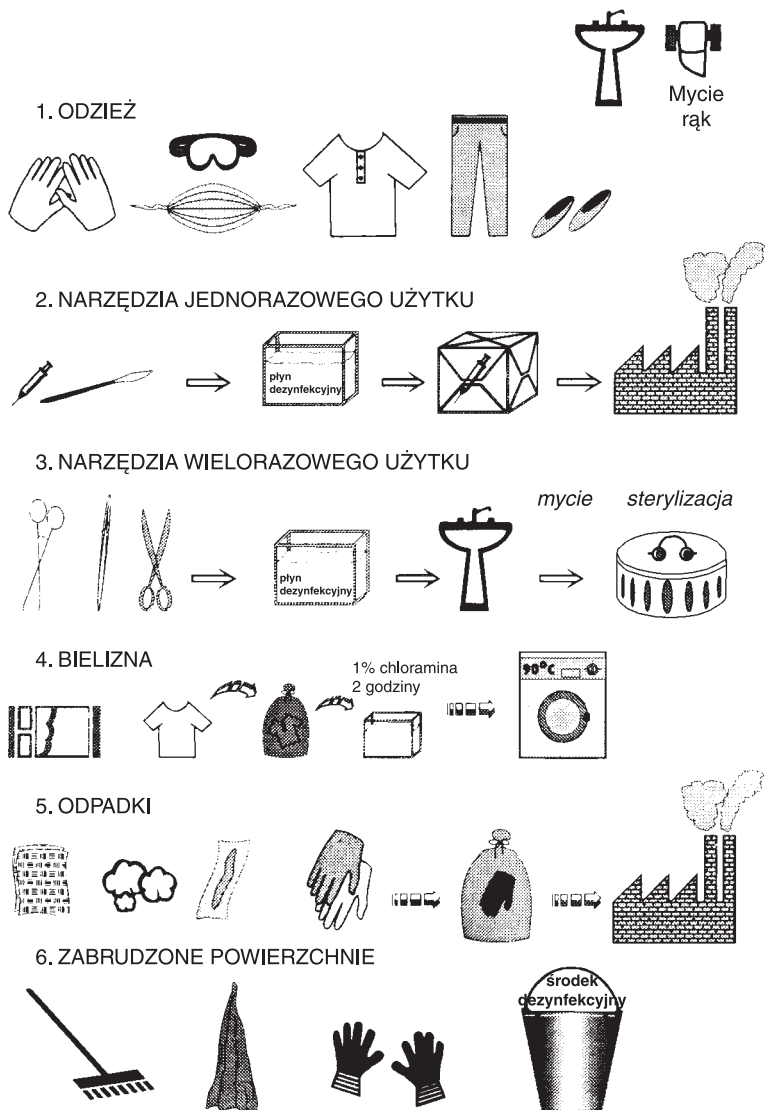 Mycie
rąk
1. ODZIEŻ
2. NARZĘDZIA JEDNORAZOWEGO UŻYTKU
płyn
dezynfekcyjny
3. NARZĘDZIA WIELORAZOWEGO UŻYTKU
mycie sterylizacja
płyn
dezynfekcyjny
4. BIELIZNA
1% chloramina
2 godziny
90°C
5. ODPADKI
6. ZABRUDZONE POWIERZCHNIE
środek
dezynfekcyjny